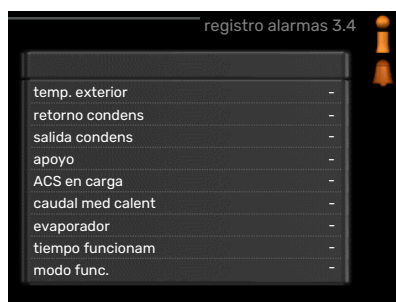 registro alarmas 3.4
temp. exterior -
retorno condens -
salida condens -
apoyo -
ACS en carga -
caudal med calent -
evaporador -
tiempo funcionam -
modo func. -